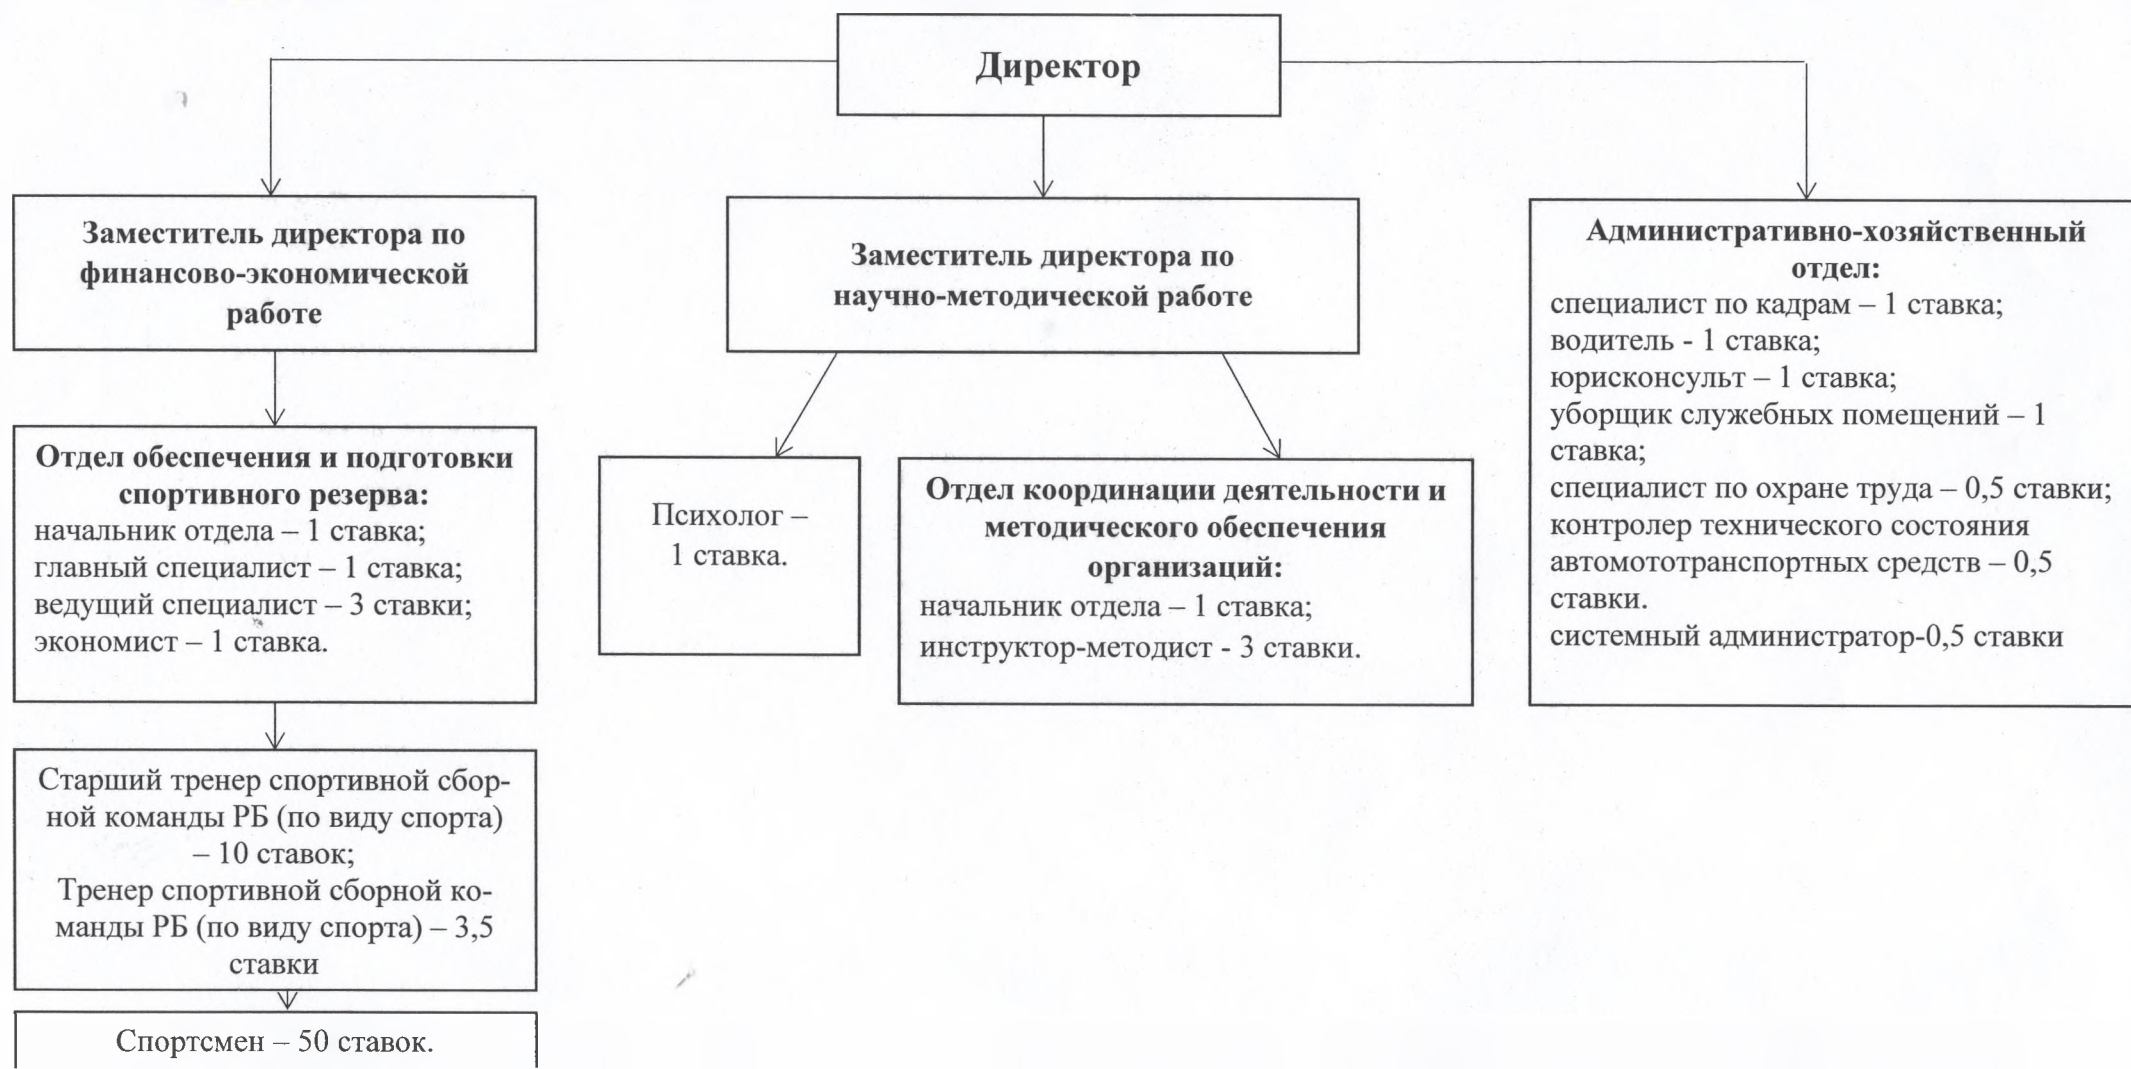 Директор
Заместитель директора по
финансово-экономической
работе
Заместитель директора по
научно-методической работе
Административно-хозяйственный
отдел:
специалист по кадрам – 1 ставка;
водитель - 1 ставка;
юрисконсульт – 1 ставка;
уборщик служебных помещений – 1
ставка;
специалист по охране труда – 0,5 ставки;
контролер технического состояния
автомототранспортных средств – 0,5
ставки.
системный администратор-0,5 ставки
Отдел обеспечения и подготовки
спортивного резерва:
начальник отдела – 1 ставка;
главный специалист – 1 ставка;
ведущий специалист – 3 ставки;
экономист – 1 ставка.
Психолог –
1 ставка.
Отдел координации деятельности и
методического обеспечения
организаций:
начальник отдела – 1 ставка;
инструктор-методист - 3 ставки.
Старший тренер спортивной сбор-
ной команды РБ (по виду спорта)
– 10 ставок;
Тренер спортивной сборной ко-
манды РБ (по виду спорта) – 3,5
ставки
Спортсмен – 50 ставок.